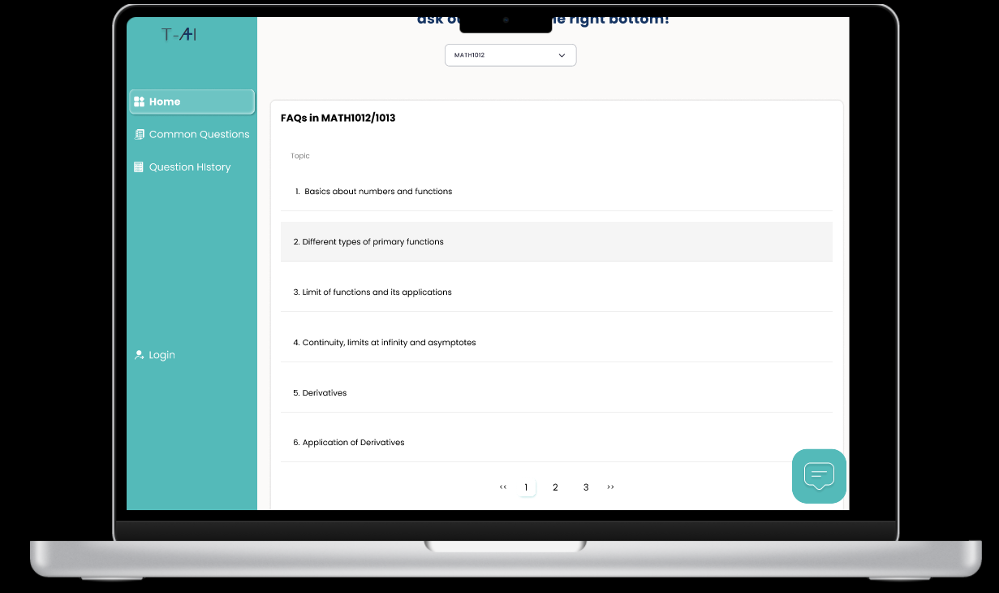 ask ou
e right bottom!
T-AI
MATH1012
Home
Common Questions
Question HIstory
Login
FAQs in MATH1012/1013
Topic
1. Basics about numbers and functions
2. Different types of primary functions
3. Limit of functions and its applications
4. Continuity, limits at infinity and asymptotes
5. Derivatives
6. Application of Derivatives
<< 1 2 3 >>